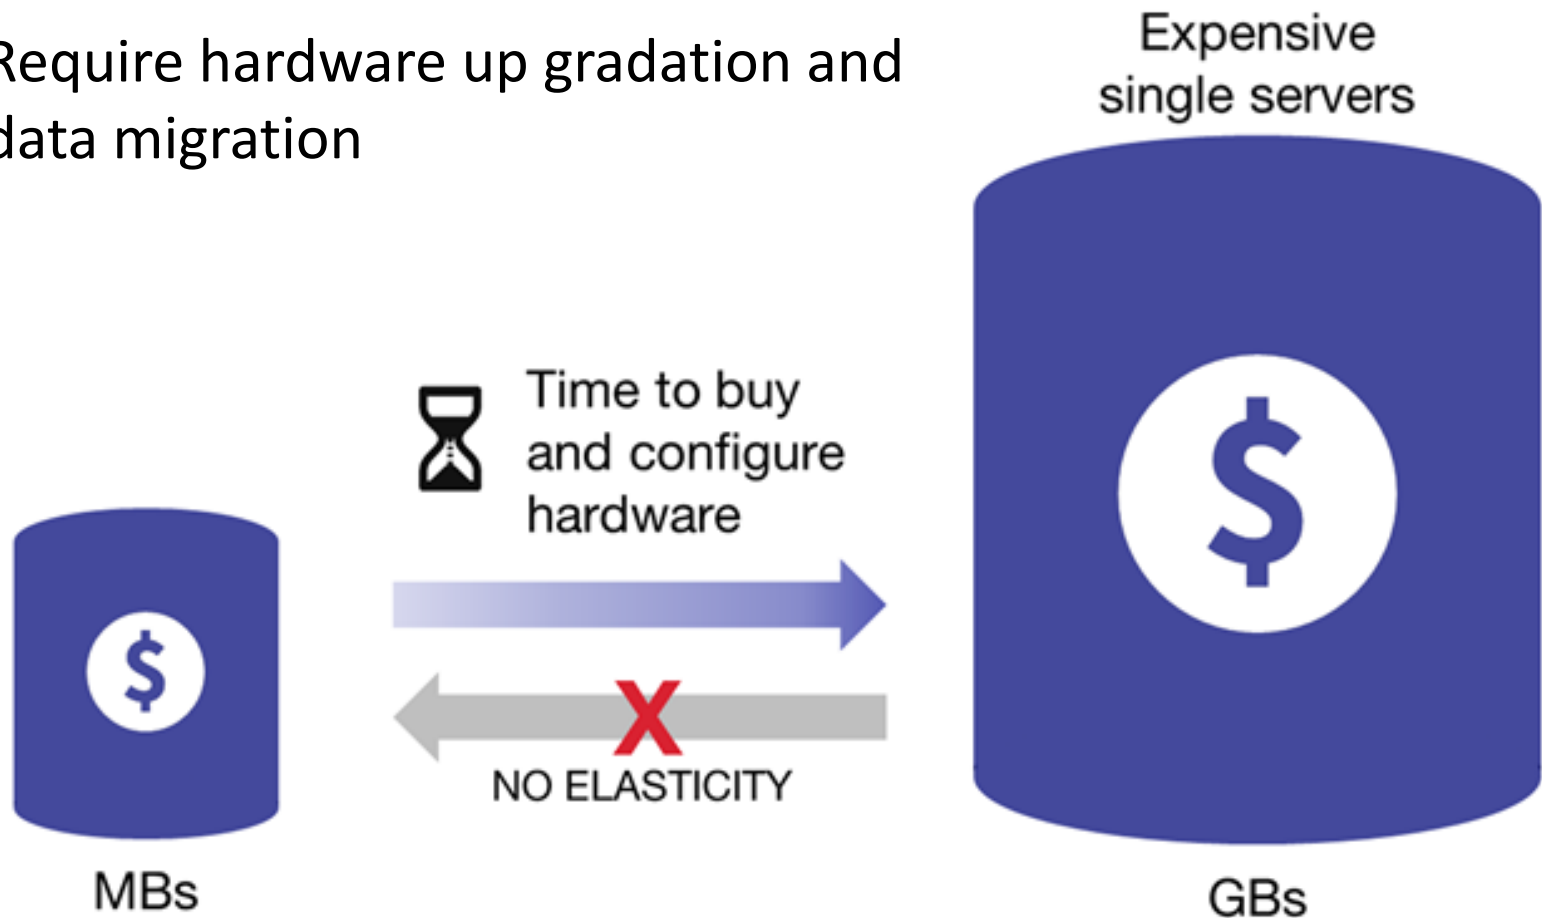 Require hardware up gradation and
data migration
Expensive
single servers
Time to buy
and configure
hardware
$
$
X
NO ELASTICITY
MBs
GBs